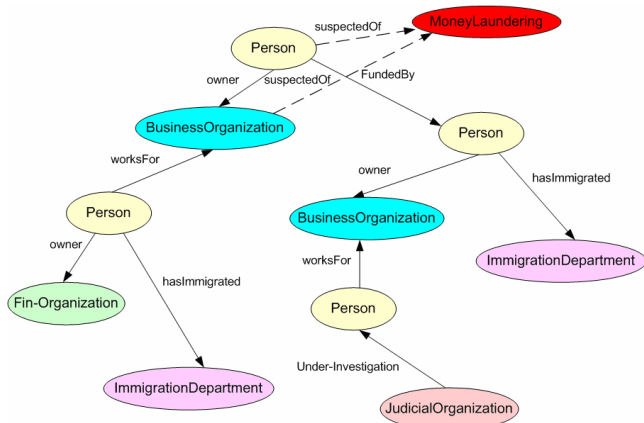 MoneyLaundering
suspectedOf
Person
owner
suspectedOf
FundedBy
BusinessOrganization
Person
worksFor
owner
hasImmigrated
Person
BusinessOrganization
owner
hasImmigrated
worksFor
ImmigrationDepartment
Fin-Organization
Person
Under-Investigation
ImmigrationDepartment
JudicialOrganization